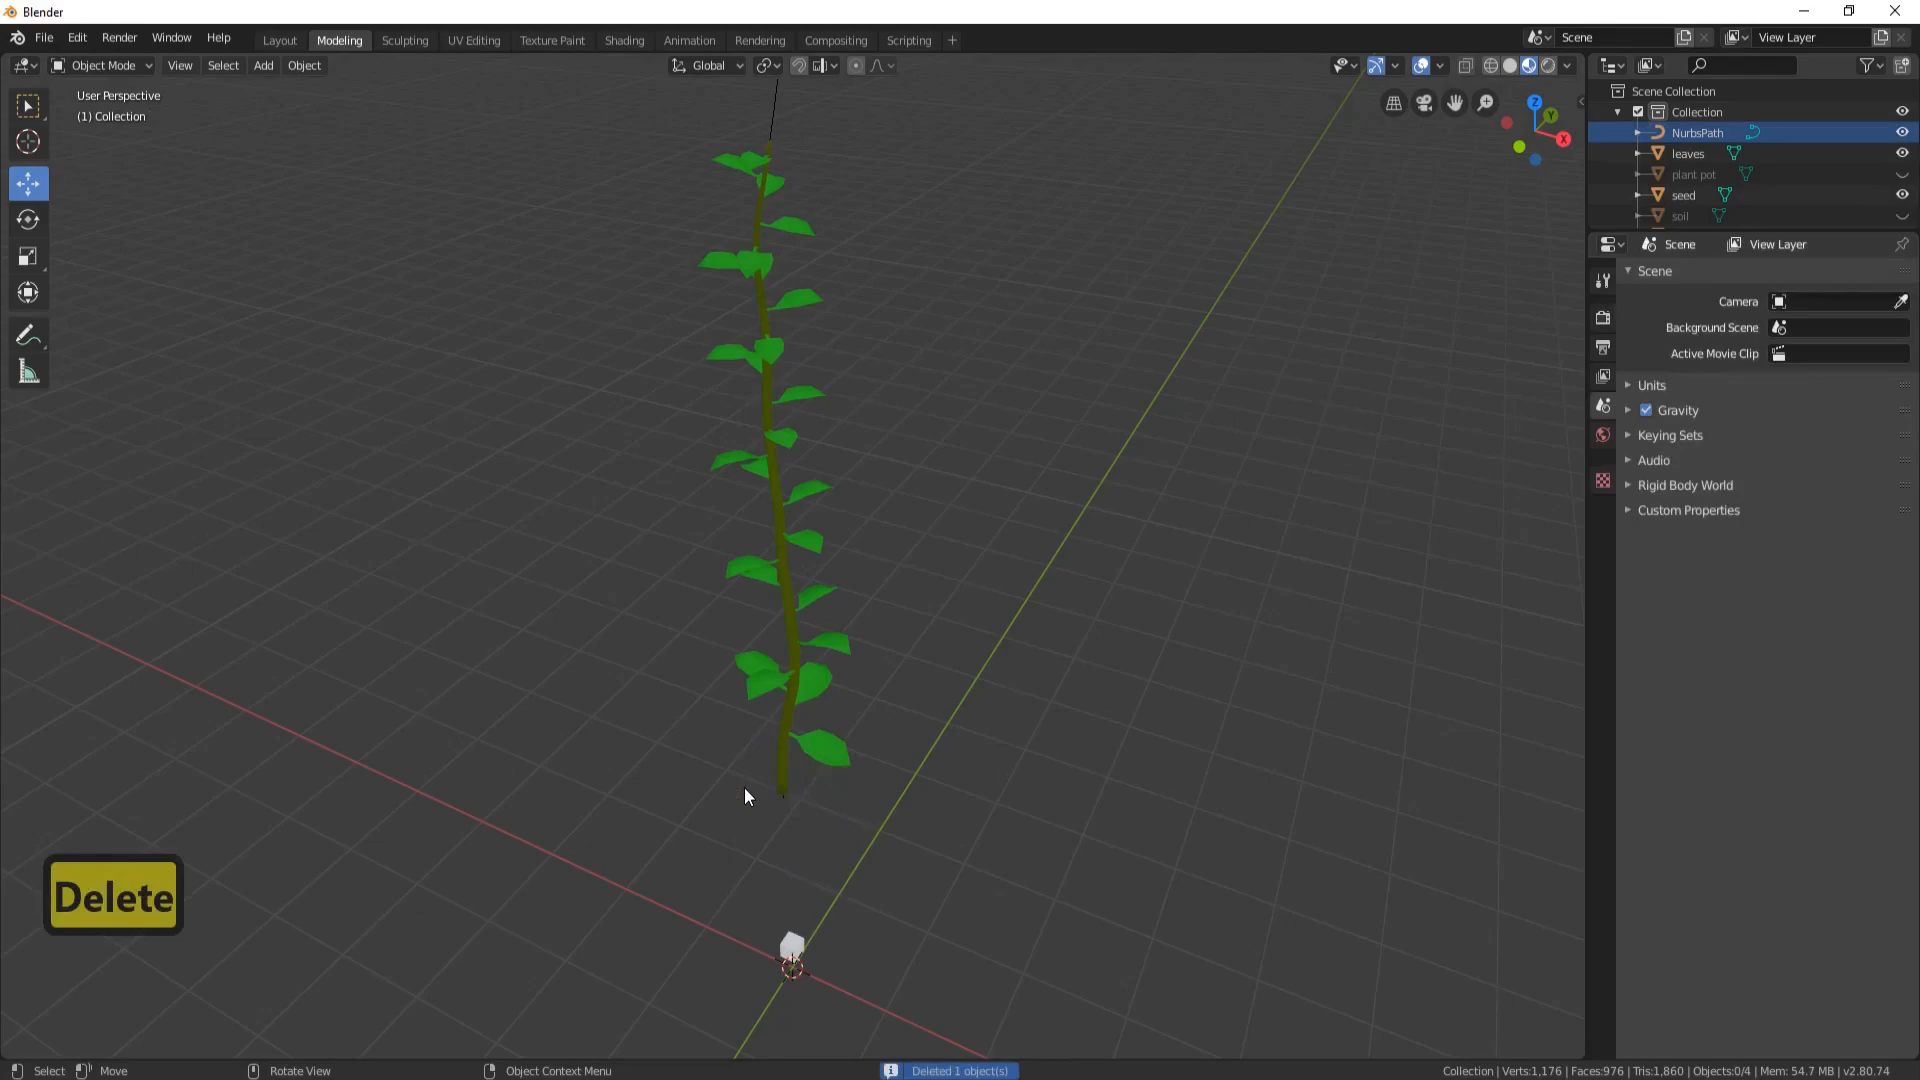 Blender
File Edit Render Window Help
Layout Modeling Sculpting UV Editing Texture Paint Shading Animation Rendering Compositing Scripting +
Scene
View Layer
Object Mode View Select Add Object
Global
User Perspective
(1) Collection
Z
Y
X
Scene Collection
Collection
NurbsPath
leaves
plant pot
seed
soil
Scene View Layer
Scene
Camera
Background Scene
Active Movie Clip
Units
Gravity
Keying Sets
Audio
Rigid Body World
Custom Properties
Delete
Select Move Rotate View Object Context Menu Deleted 1 object(s) Collection | Verts:1,176 | Faces:976 | Tris:1,860 | Objects:0/4 | Mem: 54.7 MB | v2.80.74